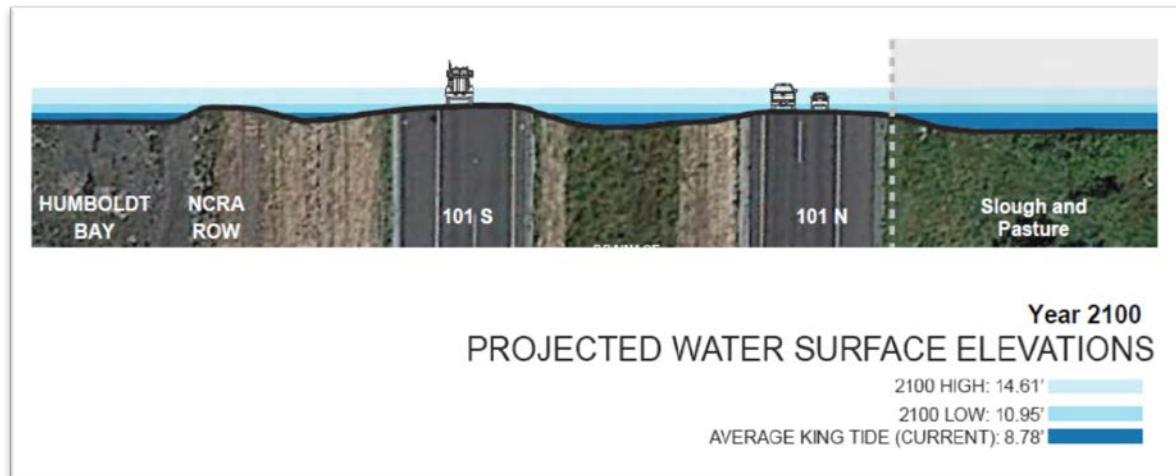 HUMBOLDT
BAY
NCRA
ROW
101 S
101 N
Slough and
Pasture
Year 2100
PROJECTED WATER SURFACE ELEVATIONS
2100 HIGH: 14.61'
2100 LOW: 10.95'
AVERAGE KING TIDE (CURRENT): 8.78'